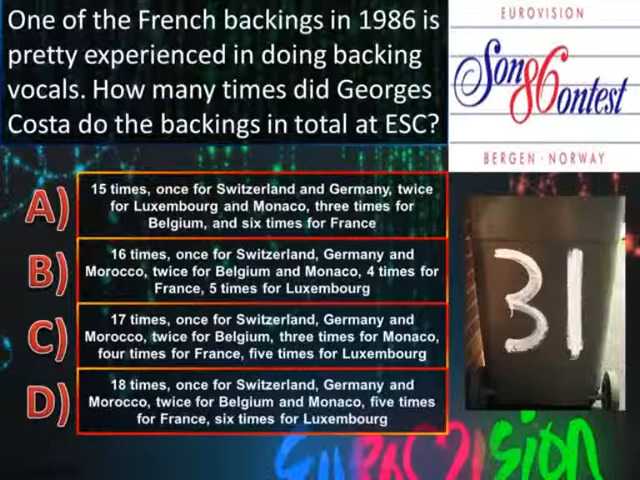 One of the French backings in 1986 is
pretty experienced in doing backing
vocals. How many times did Georges
Costa do the backings in total at ESC?
EUROVISION
Song 86 Contest
BERGEN · NORWAY
A)
15 times, once for Switzerland and Germany, twice
for Luxembourg and Monaco, three times for
Belgium, and six times for France
B)
16 times, once for Switzerland, Germany and
Morocco, twice for Belgium and Monaco, 4 times for
France, 5 times for Luxembourg
C)
17 times, once for Switzerland, Germany and
Morocco, twice for Belgium, three times for Monaco,
four times for France, five times for Luxembourg
D)
18 times, once for Switzerland, Germany and
Morocco, twice for Belgium and Monaco, five times
for France, six times for Luxembourg
31
EUROVISION